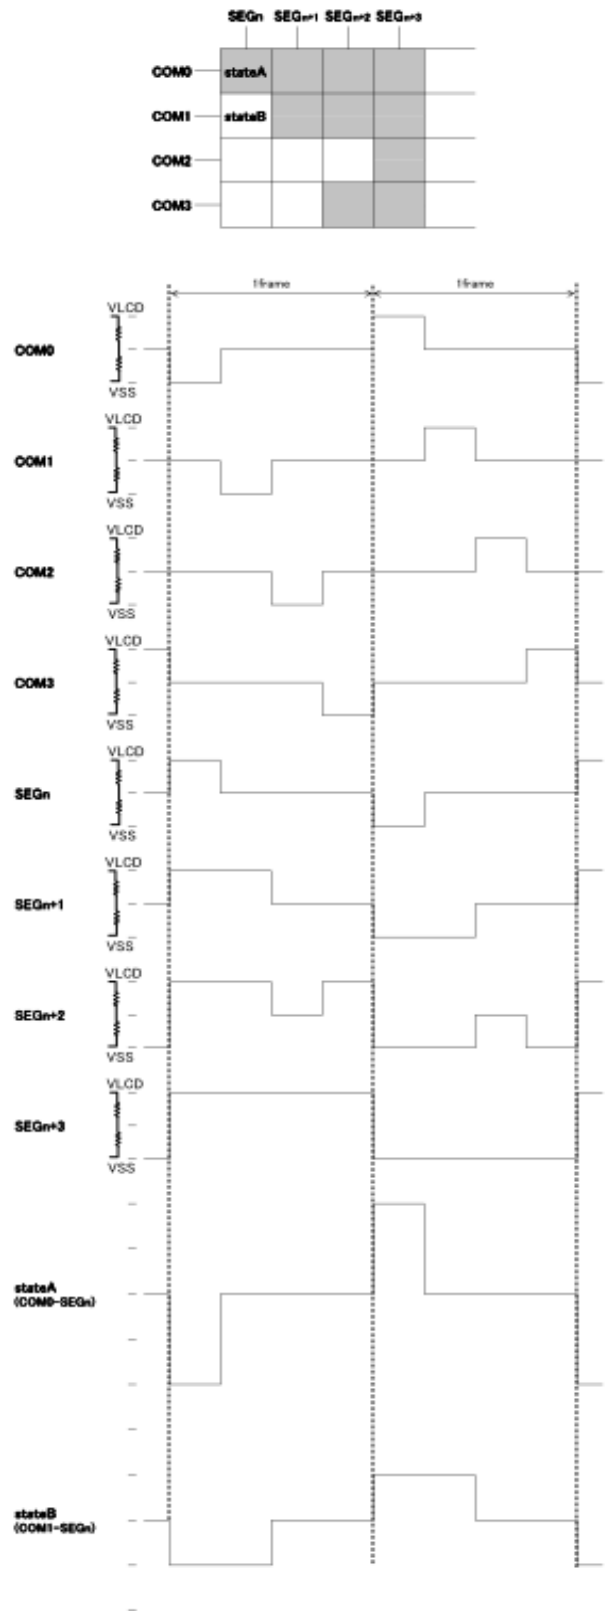 SEGn SEGn+1 SEGn+2 SEGn+3
COM0 stateA
COM1 stateB
COM2
COM3
1frame 1frame
VLCD
COM0
VSS
VLCD
COM1
VSS
VLCD
COM2
VSS
VLCD
COM3
VSS
VLCD
SEGn
VSS
VLCD
SEGn+1
VSS
VLCD
SEGn+2
VSS
VLCD
SEGn+3
VSS
stateA
(COM0-SEGn)
stateB
(COM1-SEGn)